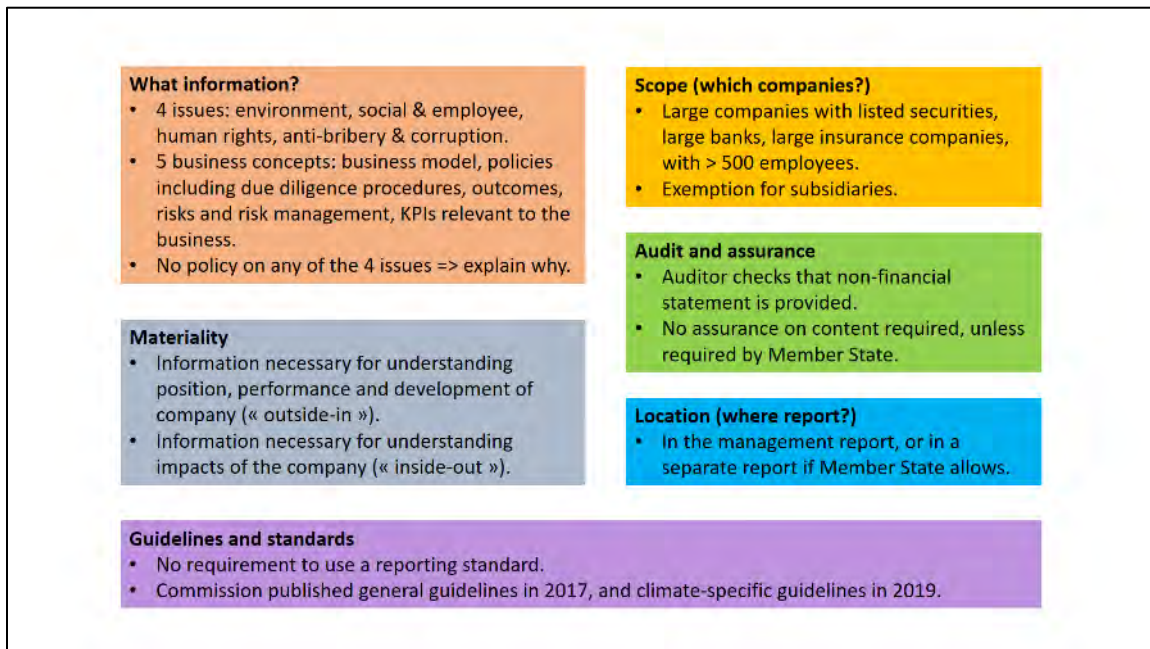 What information?
• 4 issues: environment, social & employee,
human rights, anti-bribery & corruption.
• 5 business concepts: business model, policies
including due diligence procedures, outcomes,
risks and risk management, KPIs relevant to the
business.
• No policy on any of the 4 issues => explain why.
Materiality
• Information necessary for understanding
position, performance and development of
company (« outside-in »).
• Information necessary for understanding
impacts of the company (« inside-out »).
Scope (which companies?)
• Large companies with listed securities,
large banks, large insurance companies,
with > 500 employees.
• Exemption for subsidiaries.
Audit and assurance
• Auditor checks that non-financial
statement is provided.
• No assurance on content required, unless
required by Member State.
Location (where report?)
• In the management report, or in a
separate report if Member State allows.
Guidelines and standards
• No requirement to use a reporting standard.
• Commission published general guidelines in 2017, and climate-specific guidelines in 2019.